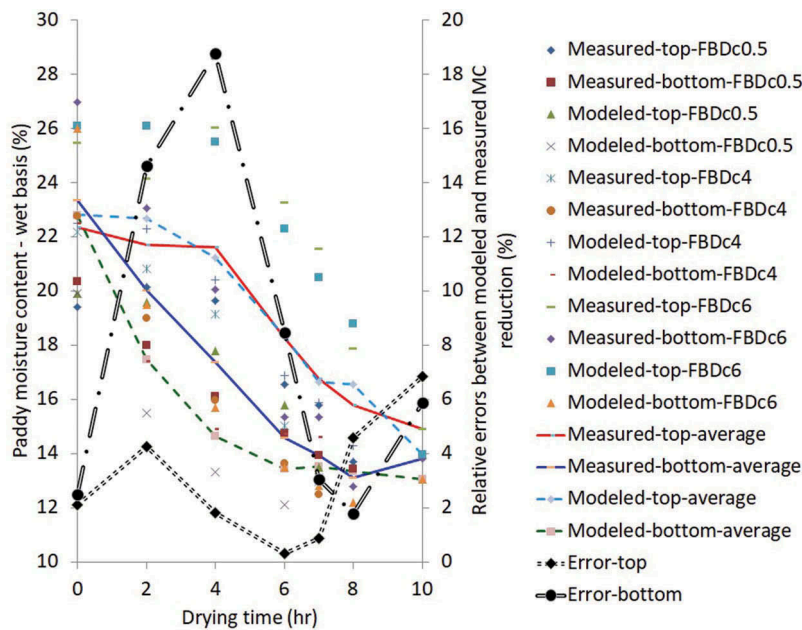 30
28
26
24
22
20
18
16
14
12
10
Paddy moisture content - wet basis (%)
0
2
4
6
7
8
10
Drying time (hr)
20
18
16
14
12
10
8
6
4
2
0
Relative errors between modeled and measured MC
reduction (%)
Measured-top-FBDc0.5
Measured-bottom-FBDc0.5
Modeled-top-FBDc0.5
Modeled-bottom-FBDc0.5
Measured-top-FBDc4
Measured-bottom-FBDc4
Modeled-top-FBDc4
Modeled-bottom-FBDc4
Measured-top-FBDc6
Measured-bottom-FBDc6
Modeled-top-FBDc6
Modeled-bottom-FBDc6
Measured-top-average
Measured-bottom-average
Modeled-top-average
Modeled-bottom-average
Error-top
Error-bottom